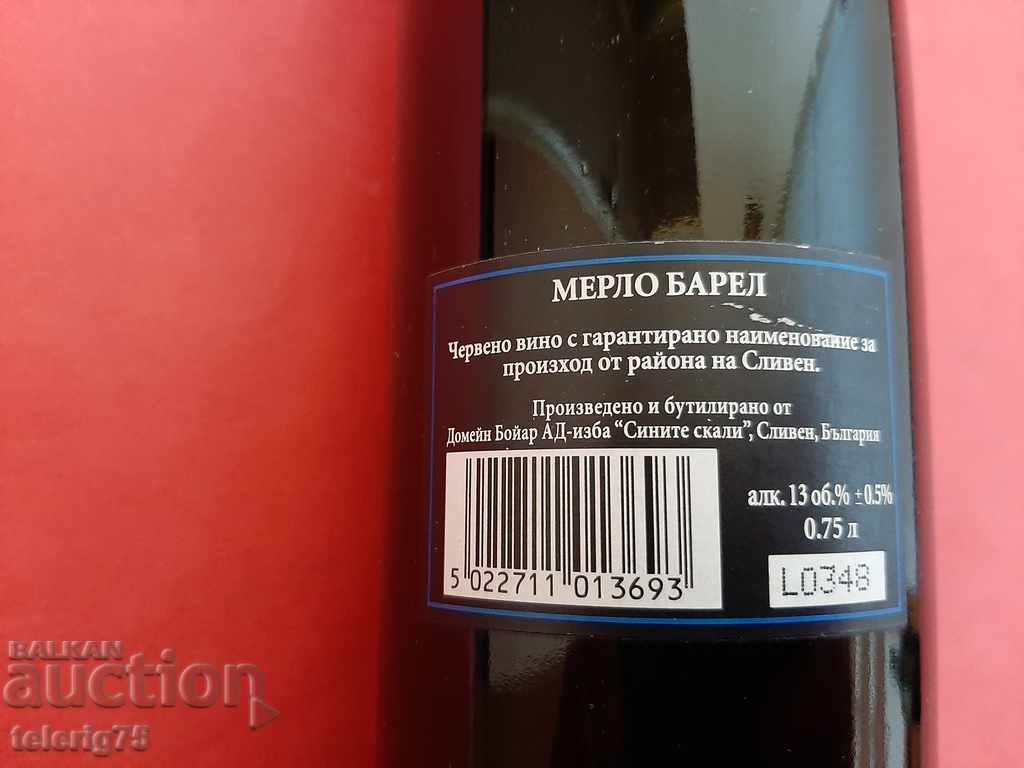 МЕРЛО БАРЕЛ
Червено вино с гарантирано наименование за
произход от района на Сливен.
Произведено и бутилирано от
Домейн Бойар АД-изба "Сините скали", Сливен, България
алк. 13 об.% ±0.5%
0.75 л
L0348
5 022711 013693
BALKAN
auction
telerig75